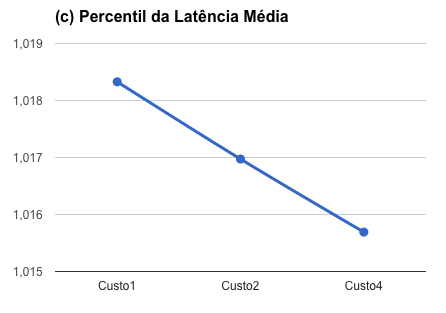 (c) Percentil da Latência Média
1,019
1,018
1,017
1,016
1,015
Custo1 Custo2 Custo4